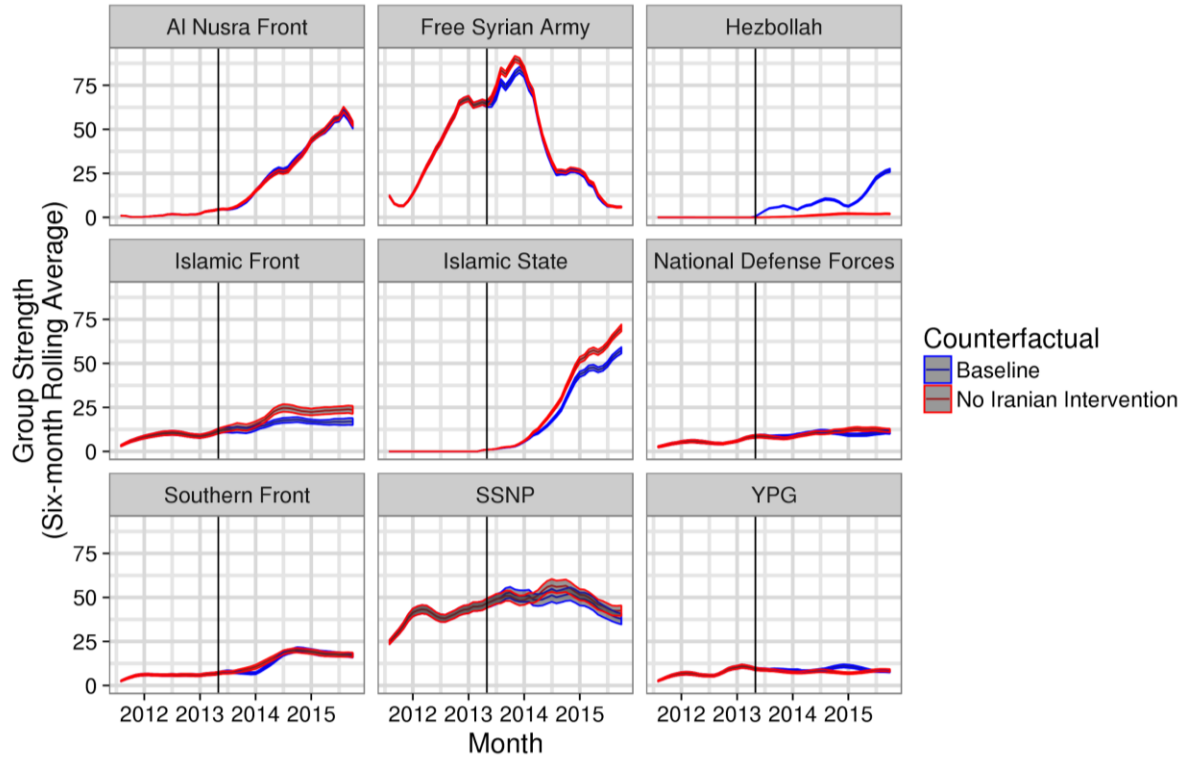 Al Nusra Front
Free Syrian Army
Hezbollah
75
50
25
0
Islamic Front
Islamic State
National Defense Forces
75
50
25
0
Southern Front
SSNP
YPG
75
50
25
0
2012 2013 2014 2015
2012 2013 2014 2015
2012 2013 2014 2015
Month
Group Strength
(Six-month Rolling Average)
Counterfactual
Baseline
No Iranian Intervention